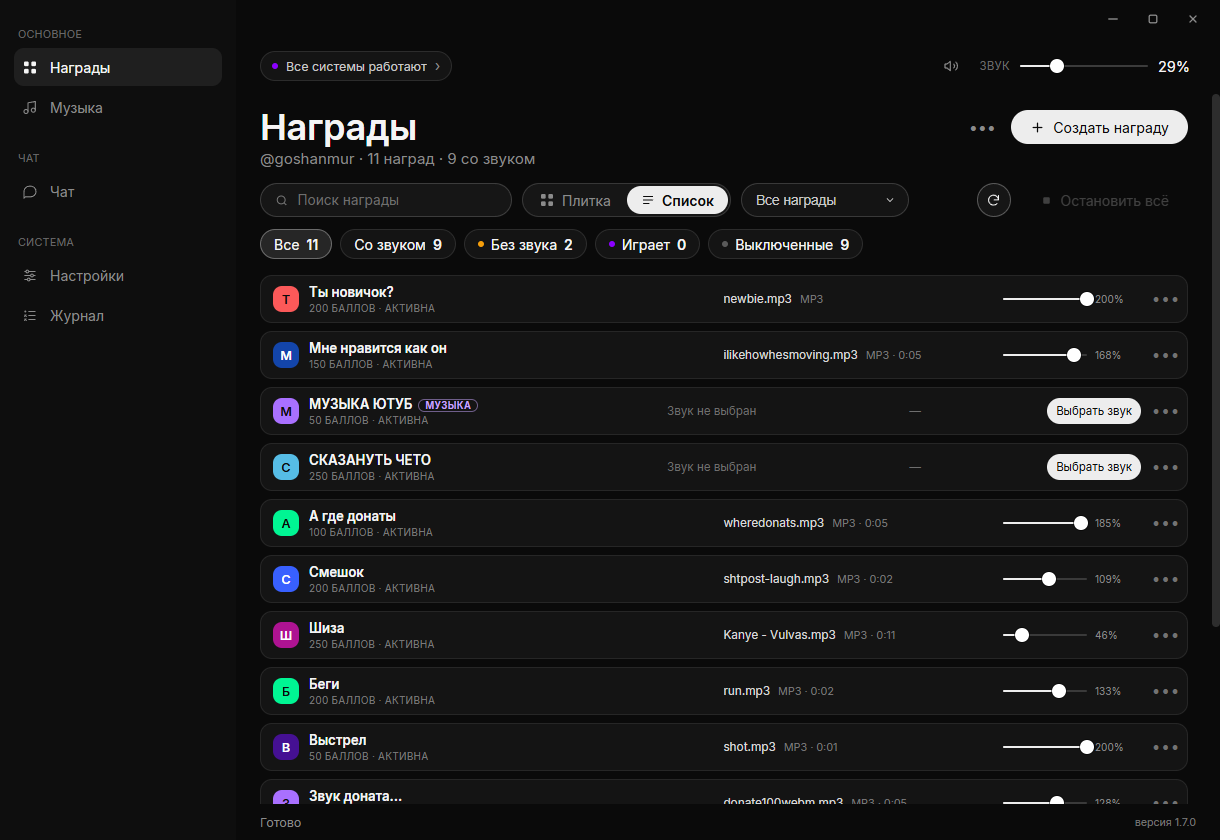 ОСНОВНОЕ
Награды
Музыка
ЧАТ
Чат
СИСТЕМА
Настройки
Журнал
Все системы работают
ЗВУК 29%
Награды
Создать награду
@goshanmur · 11 наград · 9 со звуком
Поиск награды
Плитка
Список
Все награды
Остановить всё
Все 11
Со звуком 9
Без звука 2
Играет 0
Выключенные 9
Т Ты новичок? newbie.mp3 MP3 200%
200 БАЛЛОВ · АКТИВНА
М Мне нравится как он ilikehowhesmoving.mp3 MP3 · 0:05 168%
150 БАЛЛОВ · АКТИВНА
М МУЗЫКА ЮТУБ МУЗЫКА Звук не выбран — Выбрать звук
50 БАЛЛОВ · АКТИВНА
С СКАЗАНУТЬ ЧЕТО Звук не выбран — Выбрать звук
250 БАЛЛОВ · АКТИВНА
А А где донаты wheredonats.mp3 MP3 · 0:05 185%
100 БАЛЛОВ · АКТИВНА
С Смешок shtpost-laugh.mp3 MP3 · 0:02 109%
200 БАЛЛОВ · АКТИВНА
Ш Шиза Kanye - Vulvas.mp3 MP3 · 0:11 46%
250 БАЛЛОВ · АКТИВНА
Б Беги run.mp3 MP3 · 0:02 133%
200 БАЛЛОВ · АКТИВНА
В Выстрел shot.mp3 MP3 · 0:01 200%
50 БАЛЛОВ · АКТИВНА
З Звук доната... donate100webm.mp3 MP3 · 0:05 128%
Готово
версия 1.7.0